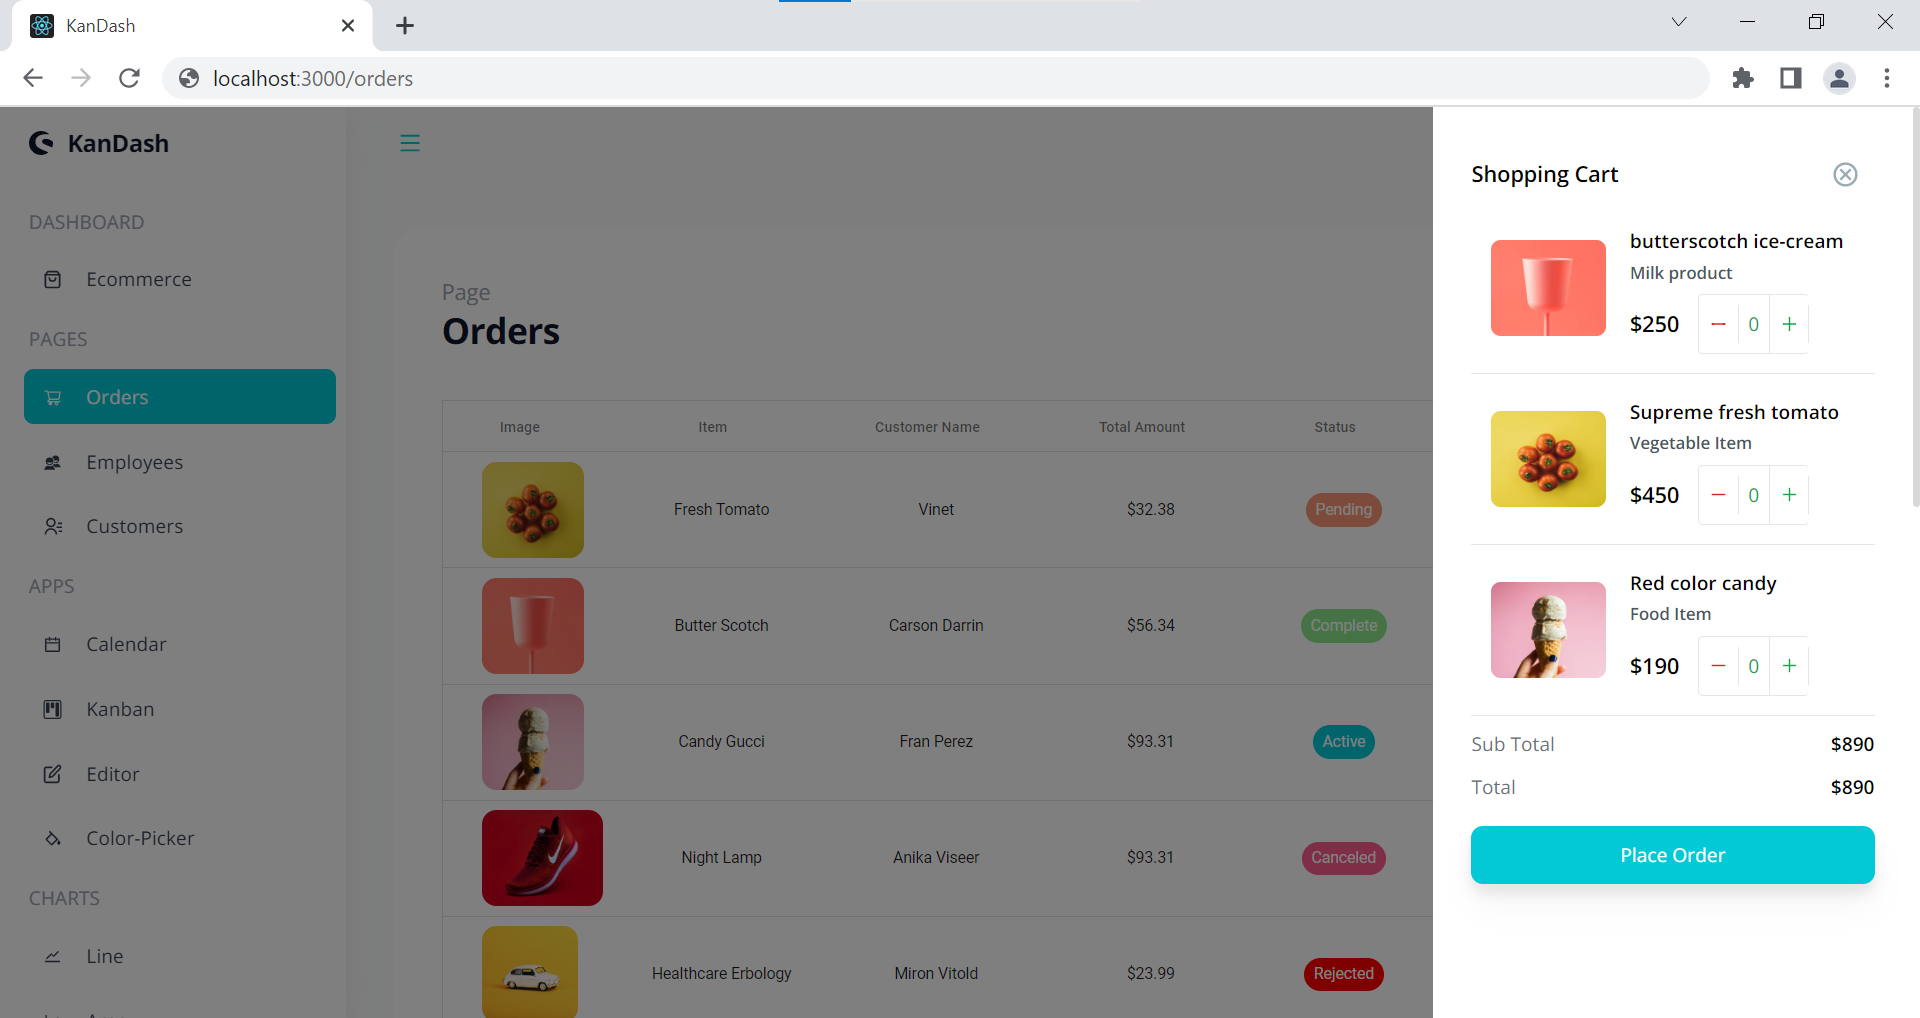 KanDash
localhost:3000/orders
KanDash
DASHBOARD
Ecommerce
PAGES
Orders
Employees
Customers
APPS
Calendar
Kanban
Editor
Color-Picker
CHARTS
Line
Page
Orders
Image Item Customer Name Total Amount Status
Fresh Tomato Vinet $32.38 Pending
Butter Scotch Carson Darrin $56.34 Complete
Candy Gucci Fran Perez $93.31 Active
Night Lamp Anika Viseer $93.31 Canceled
Healthcare Erbology Miron Vitold $23.99 Rejected
Shopping Cart
butterscotch ice-cream
Milk product
$250 − 0 +
Supreme fresh tomato
Vegetable Item
$450 − 0 +
Red color candy
Food Item
$190 − 0 +
Sub Total $890
Total $890
Place Order